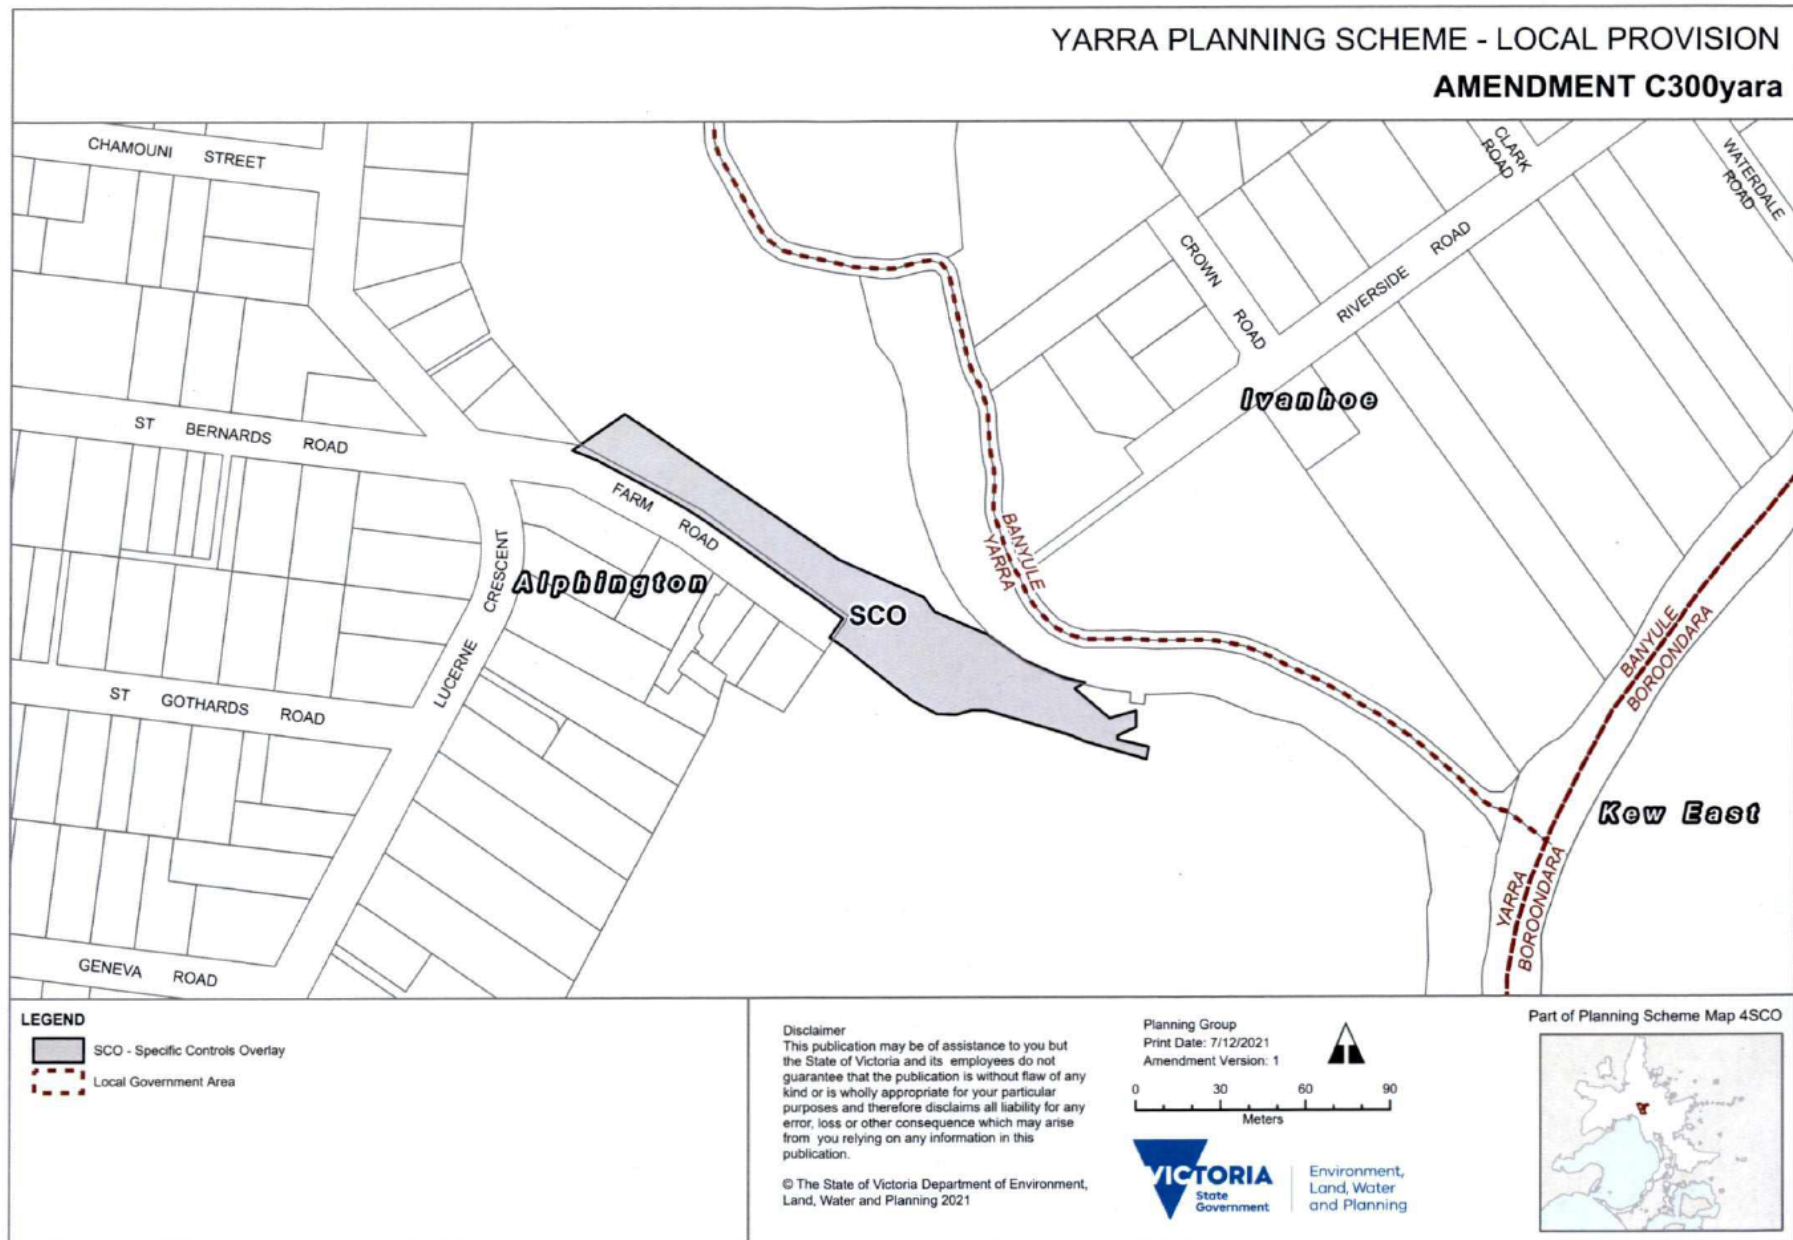 YARRA PLANNING SCHEME - LOCAL PROVISION
AMENDMENT C300yara
CHAMOUNI STREET
CLARK ROAD
WATERDALE ROAD
CROWN ROAD
RIVERSIDE ROAD
Ivanhoe
ST BERNARDS ROAD
FARM ROAD
BANYULE
YARRA
LUCERNE CRESCENT
Alphington
SCO
BANYULE
BOROONDARA
ST GOTHARDS ROAD
Kew East
YARRA
BOROONDARA
GENEVA ROAD
LEGEND
SCO - Specific Controls Overlay
Local Government Area
Disclaimer
This publication may be of assistance to you but
the State of Victoria and its employees do not
guarantee that the publication is without flaw of any
kind or is wholly appropriate for your particular
purposes and therefore disclaims all liability for any
error, loss or other consequence which may arise
from you relying on any information in this
publication.
© The State of Victoria Department of Environment,
Land, Water and Planning 2021
Planning Group
Print Date: 7/12/2021
Amendment Version: 1
0 30 60 90
Meters
VICTORIA
State
Government
Environment,
Land, Water
and Planning
Part of Planning Scheme Map 4SCO